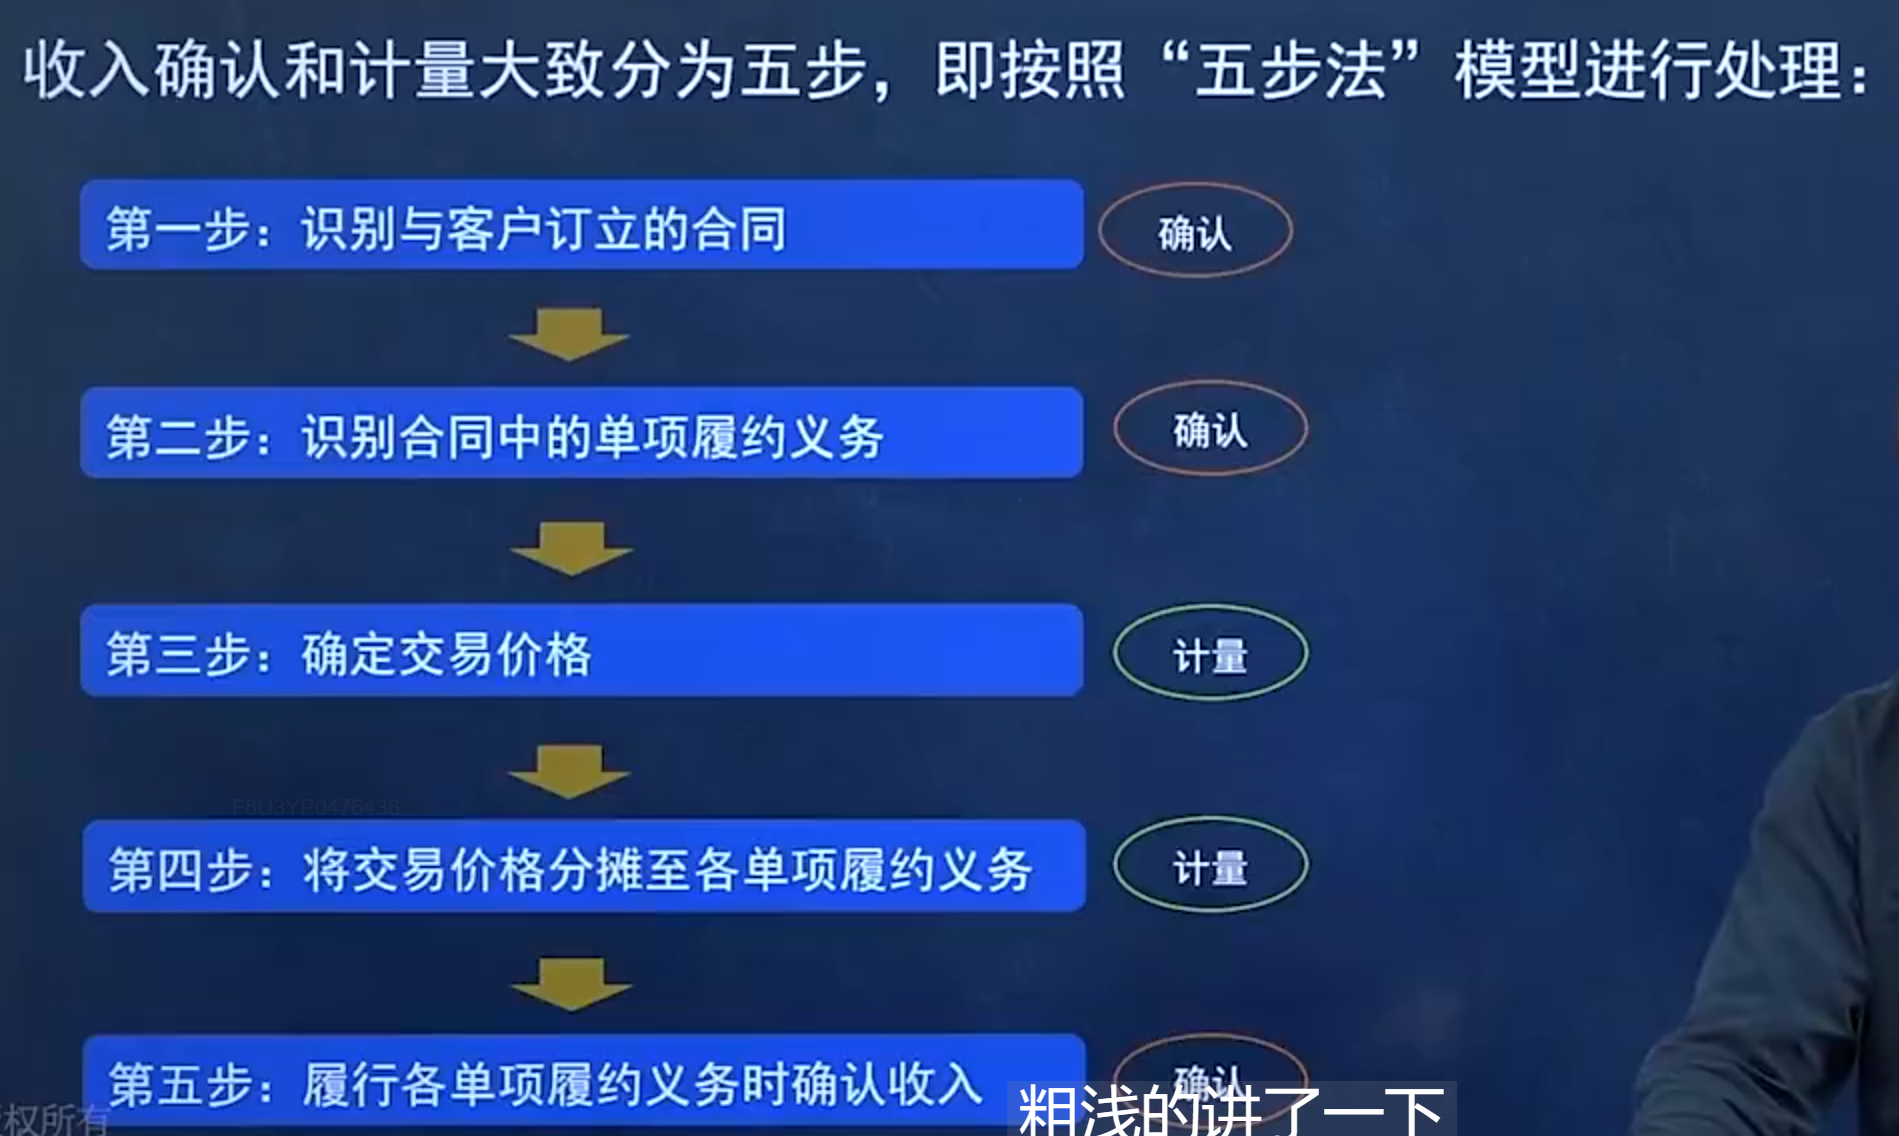 收入确认和计量大致分为五步，即按照“五步法”模型进行处理：
第一步：识别与客户订立的合同 确认
第二步：识别合同中的单项履约义务 确认
第三步：确定交易价格 计量
F8U3YP0476436
第四步：将交易价格分摊至各单项履约义务 计量
第五步：履行各单项履约义务时确认收入 确认
权所有
粗浅的讲了一下